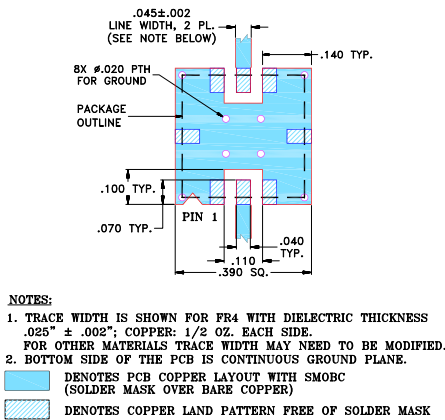 .045±.002
LINE WIDTH, 2 PL.
(SEE NOTE BELOW)
.140 TYP.
8X ø.020 PTH
FOR GROUND
PACKAGE
OUTLINE
.100 TYP.
PIN 1
.070 TYP.
.040
TYP.
.110
.390 SQ.
NOTES:
1. TRACE WIDTH IS SHOWN FOR FR4 WITH DIELECTRIC THICKNESS
.025" ± .002"; COPPER: 1/2 OZ. EACH SIDE.
FOR OTHER MATERIALS TRACE WIDTH MAY NEED TO BE MODIFIED.
2. BOTTOM SIDE OF THE PCB IS CONTINUOUS GROUND PLANE.
DENOTES PCB COPPER LAYOUT WITH SMOBC
(SOLDER MASK OVER BARE COPPER)
DENOTES COPPER LAND PATTERN FREE OF SOLDER MASK